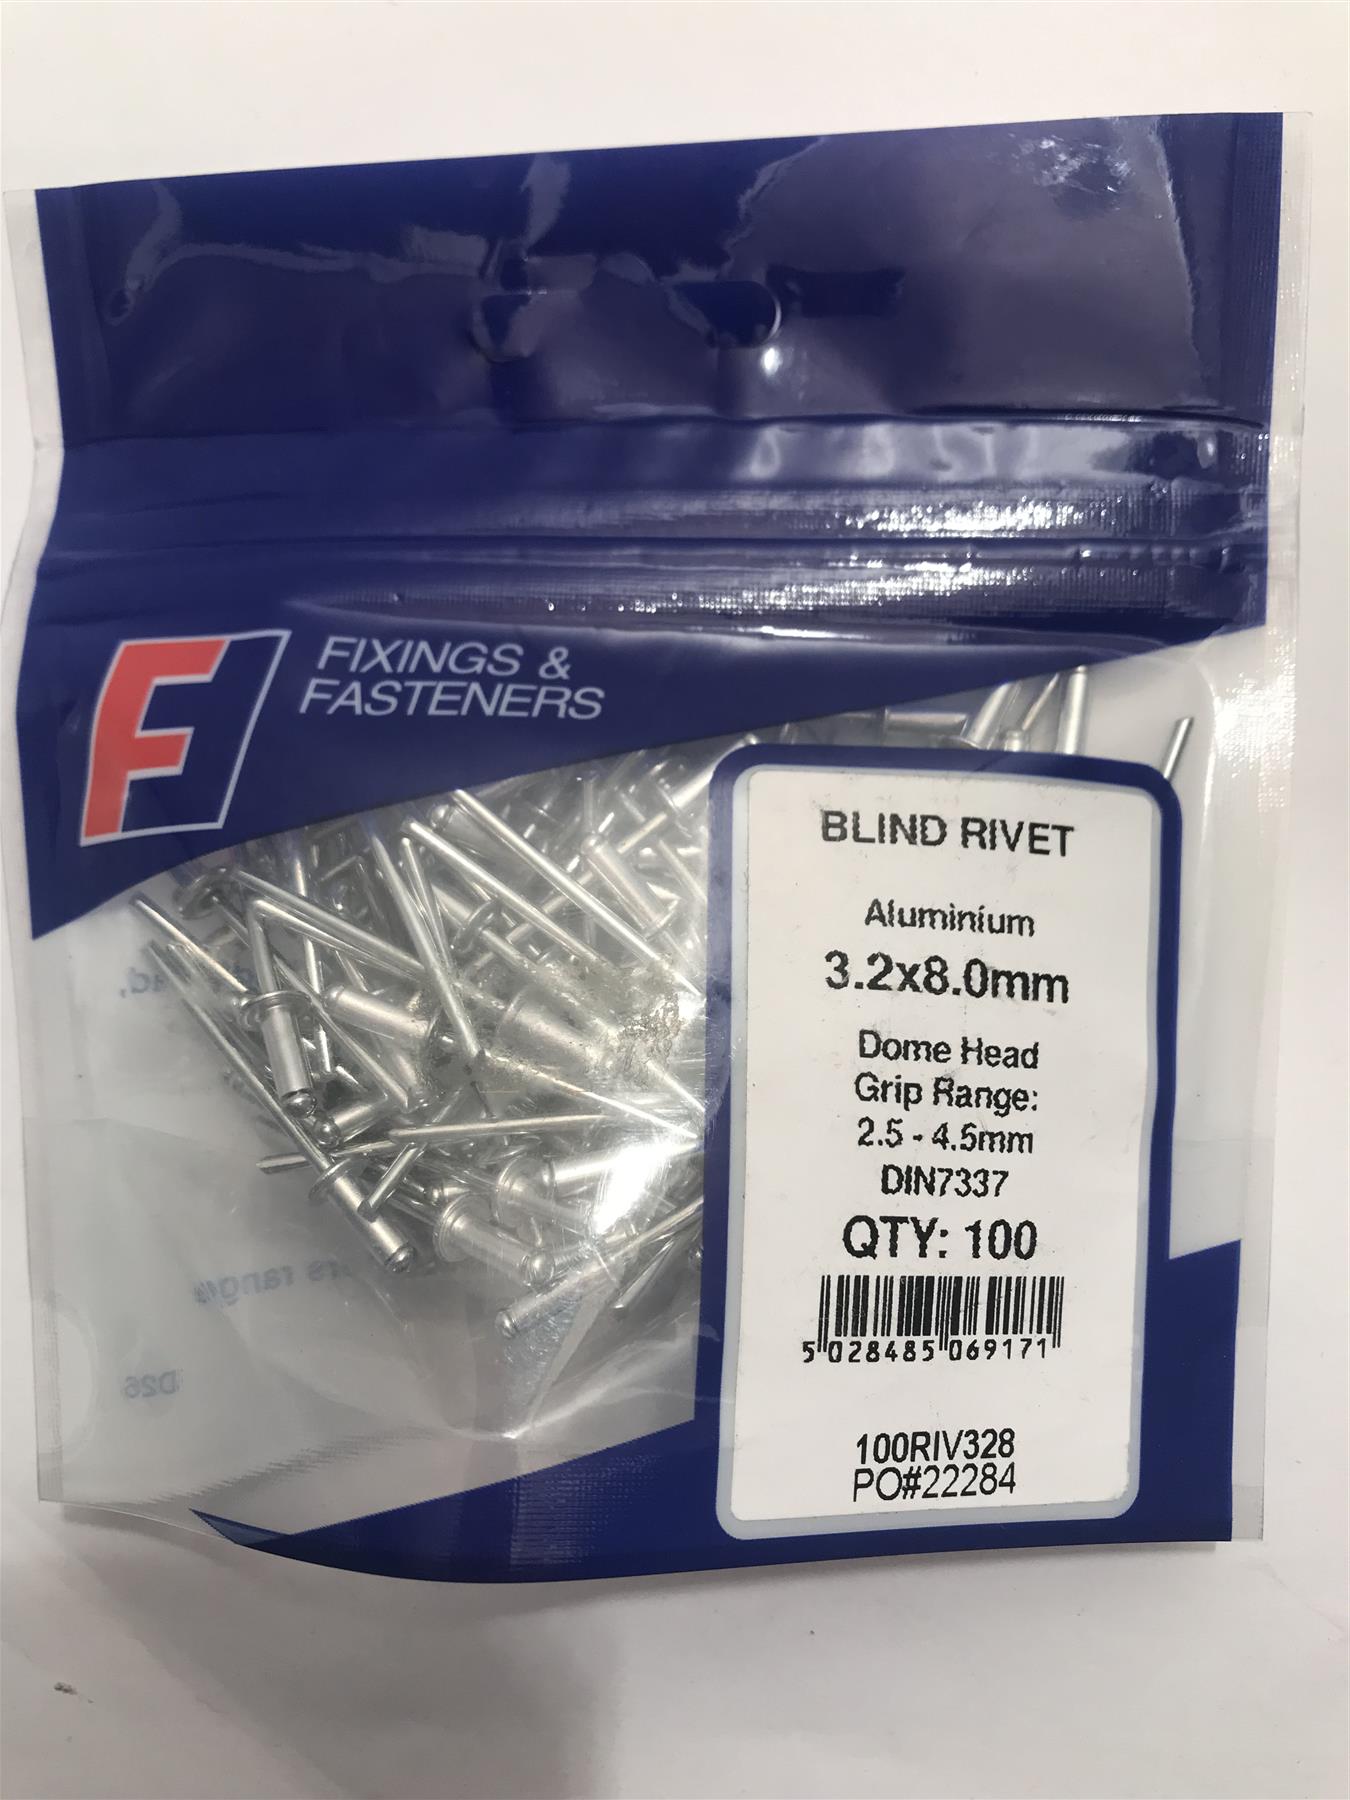 FIXINGS &
FASTENERS
BLIND RIVET
Aluminium
3.2x8.0mm
Dome Head
Grip Range:
2.5 - 4.5mm
DIN7337
QTY: 100
5 028485 069171
100RIV328
PO#22284
D26